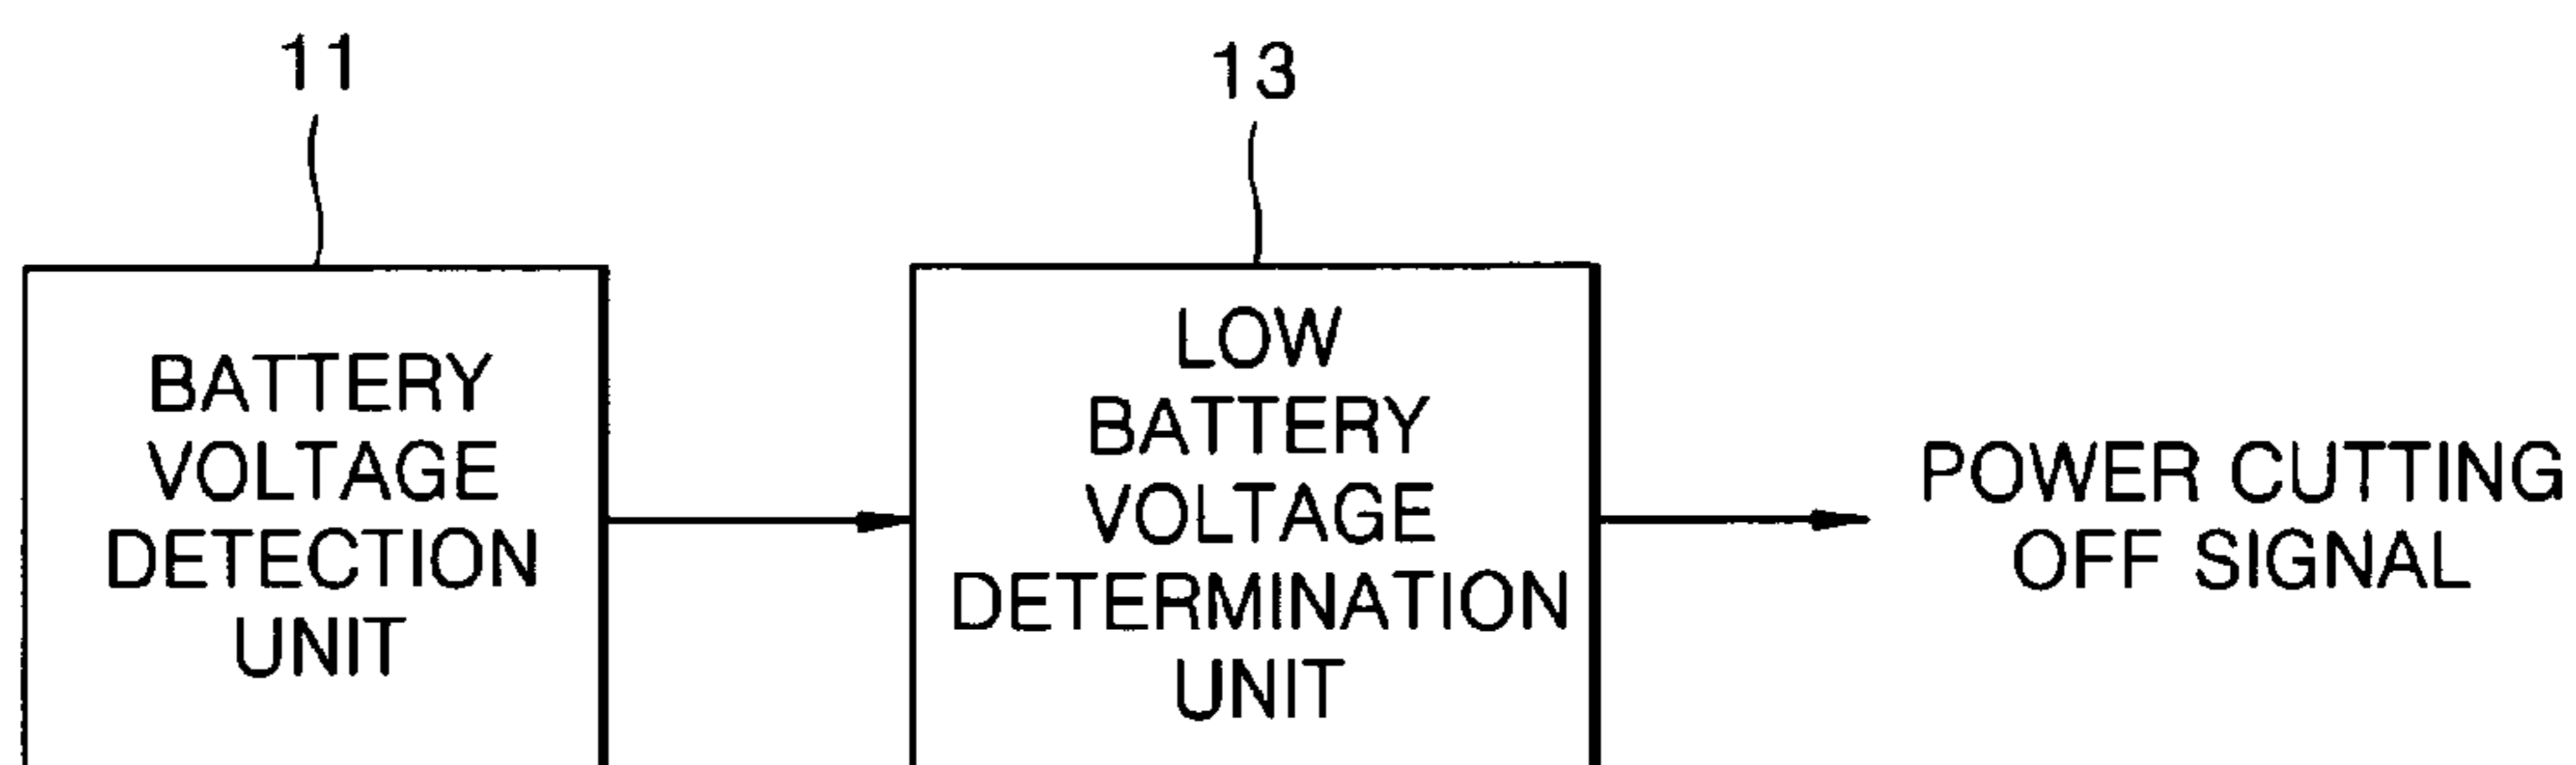 11
13
BATTERY
VOLTAGE
DETECTION
UNIT
LOW
BATTERY
VOLTAGE
DETERMINATION
UNIT
POWER CUTTING
OFF SIGNAL